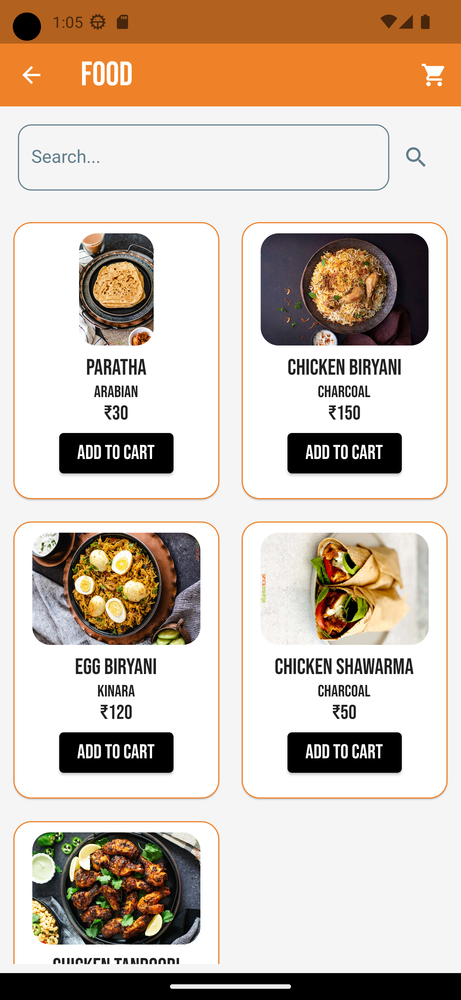 1:05
FOOD
Search...
PARATHA
ARABIAN
₹30
ADD TO CART
CHICKEN BIRYANI
CHARCOAL
₹150
ADD TO CART
EGG BIRYANI
KINARA
₹120
ADD TO CART
SPICEcravings
CHICKEN SHAWARMA
CHARCOAL
₹50
ADD TO CART
CHICKEN TANDOORI